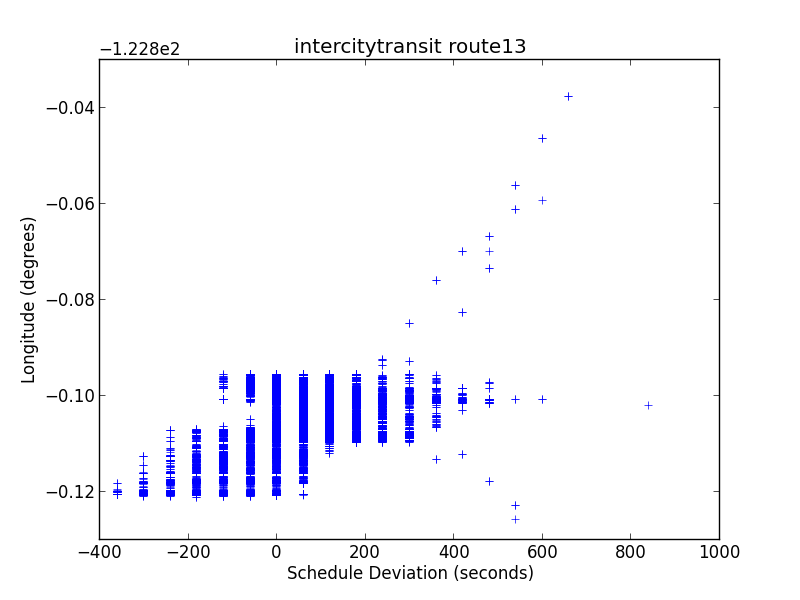 intercitytransit route13
−1.228e2
−0.04
−0.06
−0.08
−0.10
−0.12
Longitude (degrees)
−400 −200 0 200 400 600 800 1000
Schedule Deviation (seconds)